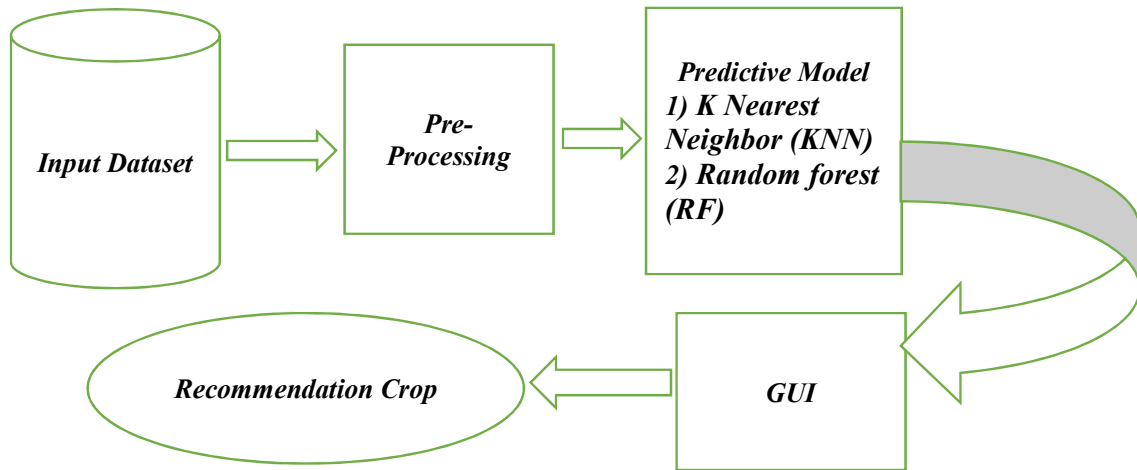 Input Dataset
Pre-
Processing
Predictive Model
1) K Nearest
Neighbor (KNN)
2) Random forest
(RF)
GUI
Recommendation Crop